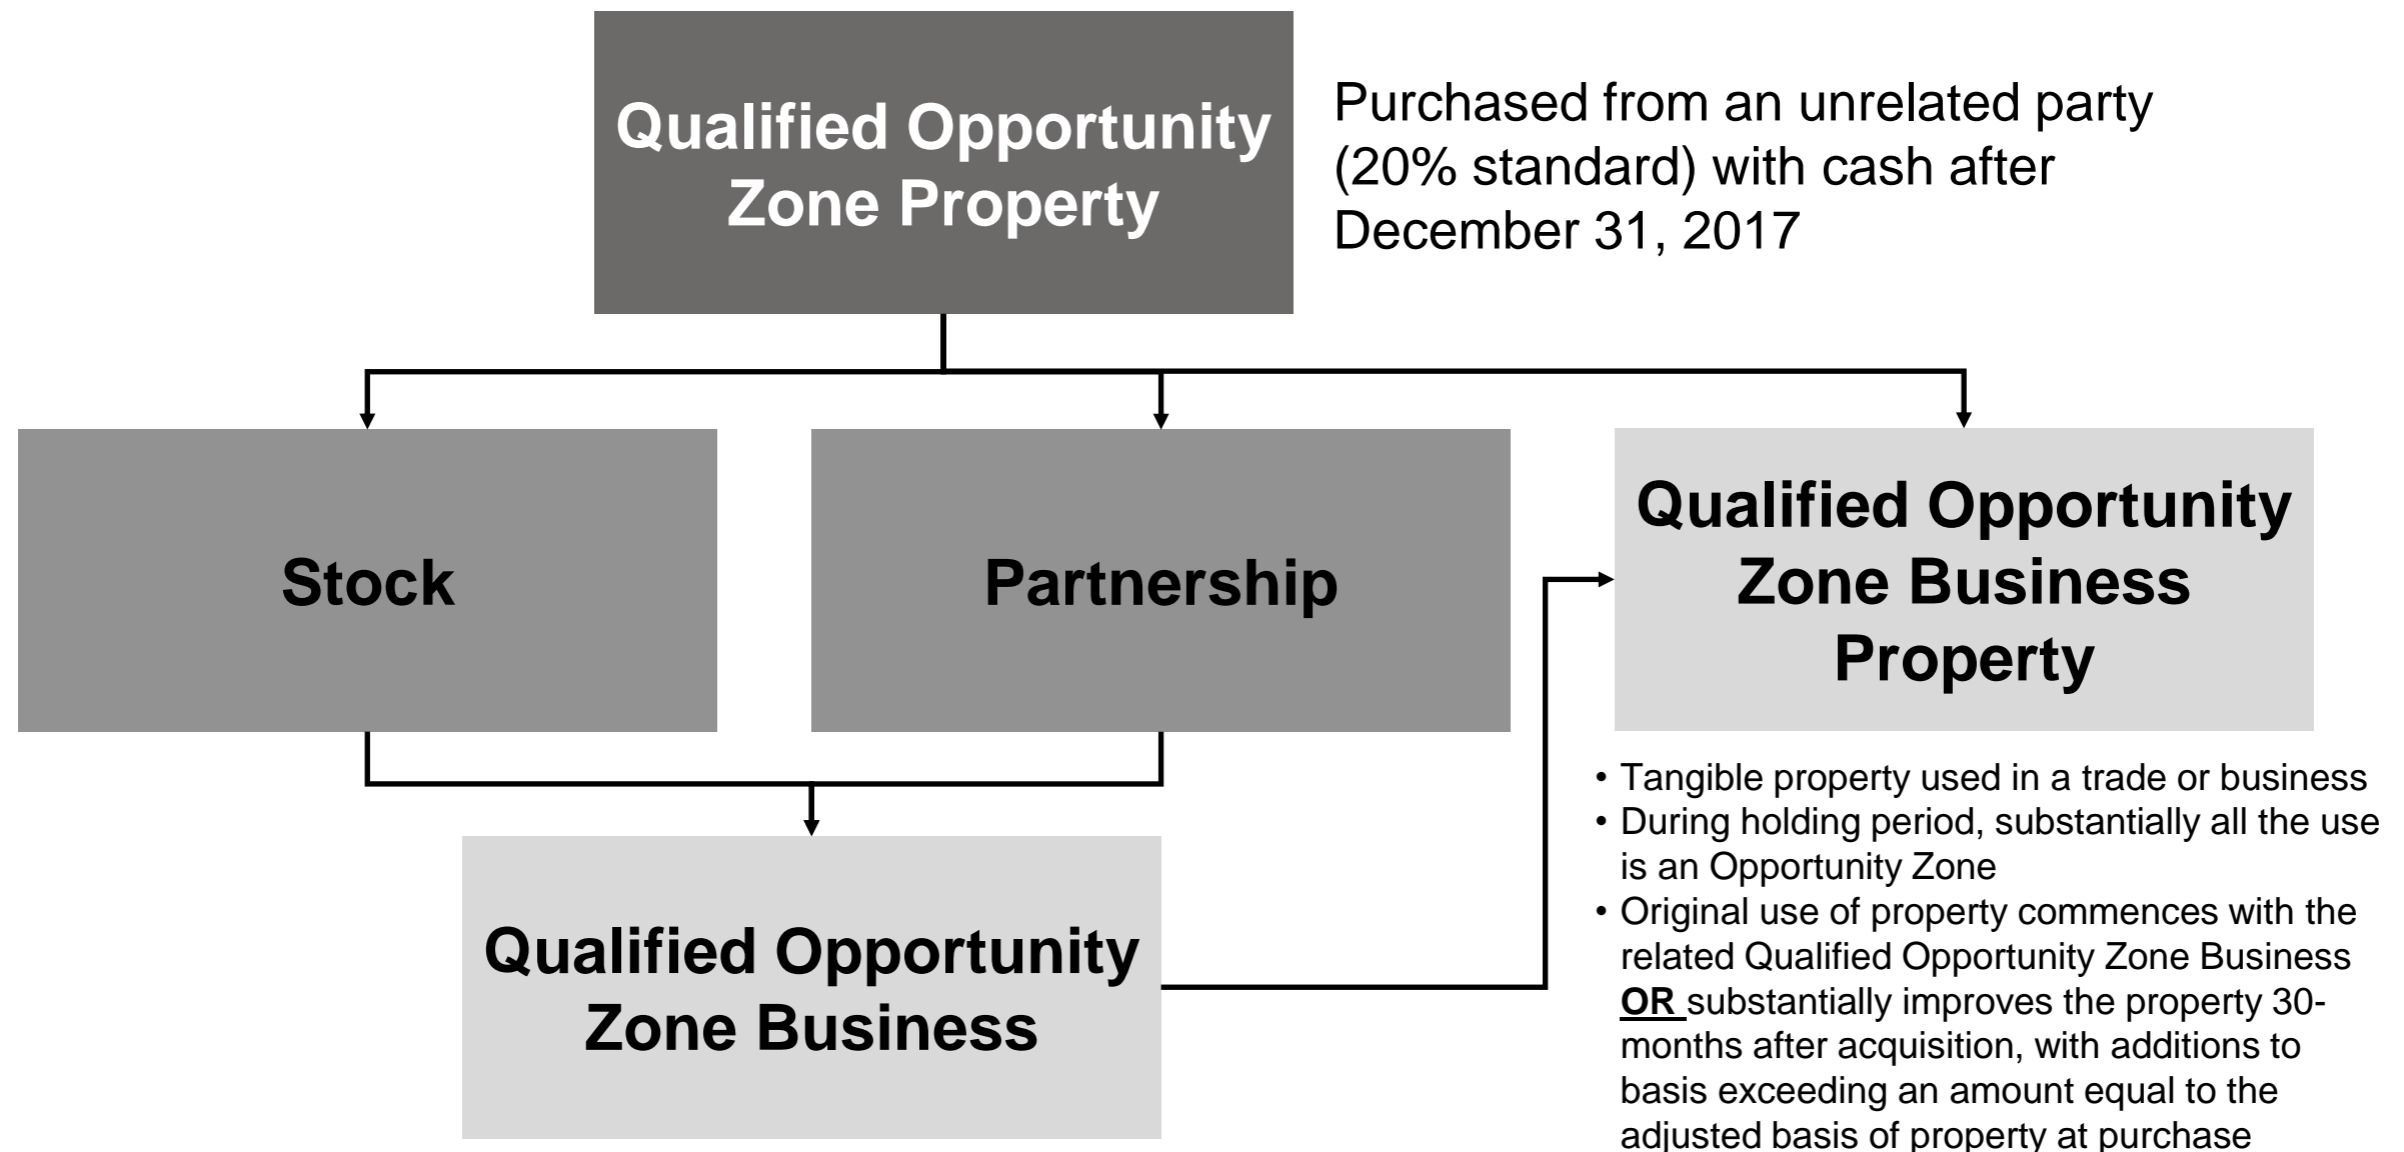 Qualified Opportunity
Zone Property
Purchased from an unrelated party
(20% standard) with cash after
December 31, 2017
Stock
Partnership
Qualified Opportunity
Zone Business
Property
• Tangible property used in a trade or business
• During holding period, substantially all the use
is an Opportunity Zone
• Original use of property commences with the
related Qualified Opportunity Zone Business
OR substantially improves the property 30-
months after acquisition, with additions to
basis exceeding an amount equal to the
adjusted basis of property at purchase
Qualified Opportunity
Zone Business